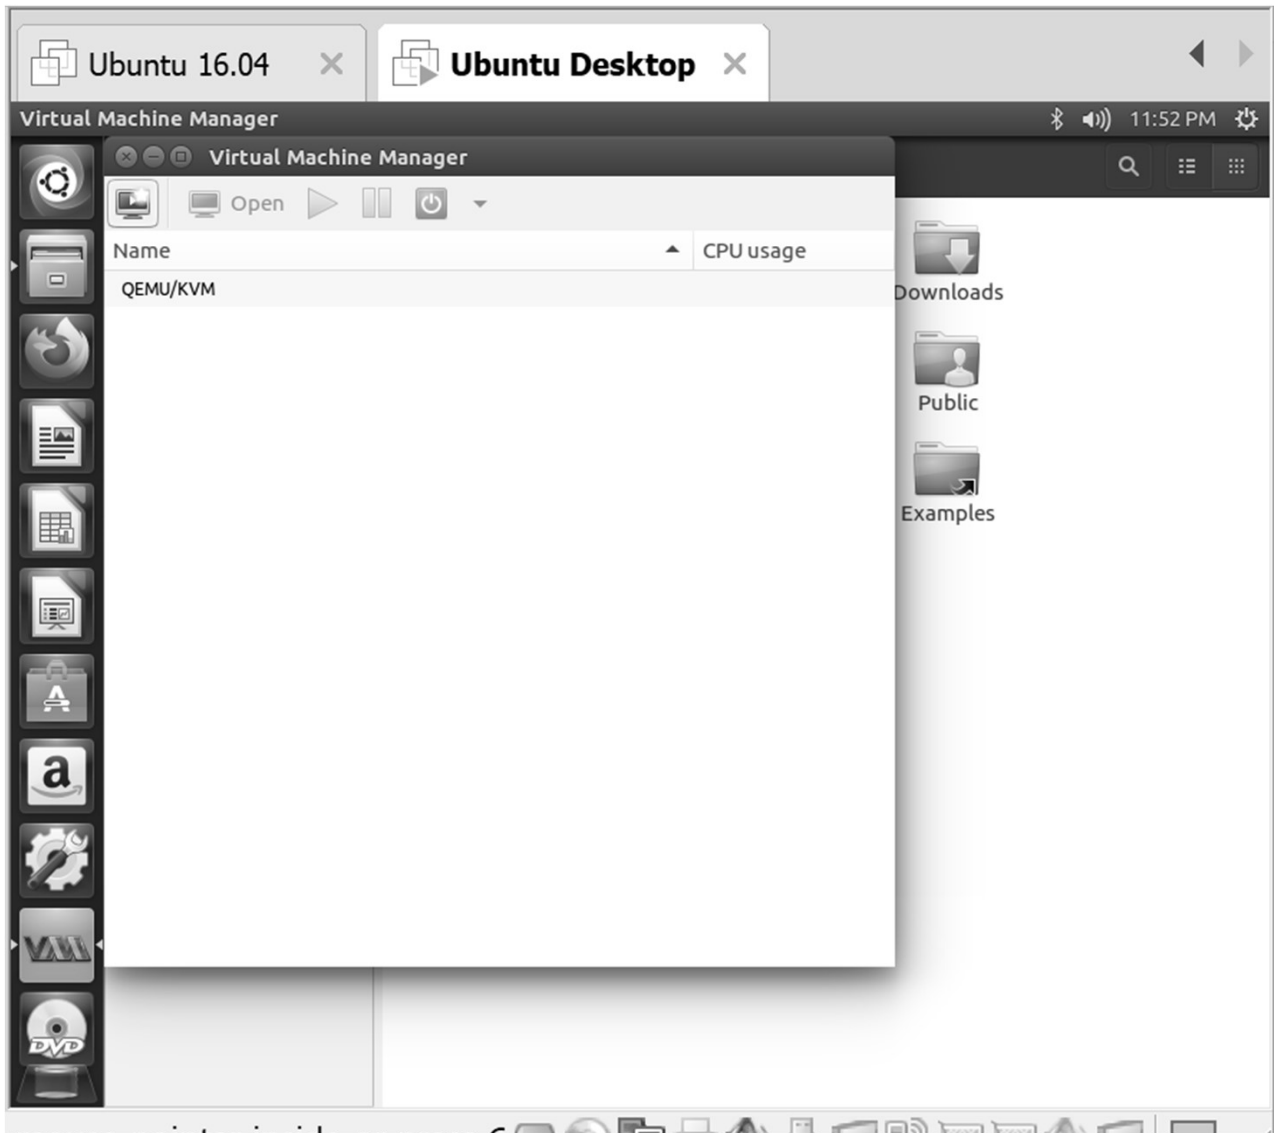 Ubuntu 16.04
Ubuntu Desktop
Virtual Machine Manager
11:52 PM
Virtual Machine Manager
Open
Name
CPU usage
QEMU/KVM
Downloads
Public
Examples
A
a
VMM
DVD